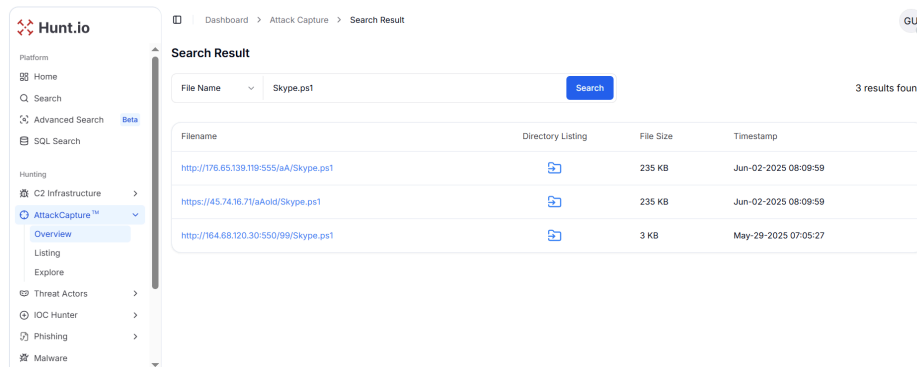 Hunt.io
Dashboard > Attack Capture > Search Result
GU
Platform
Home
Search
Advanced Search Beta
SQL Search
Hunting
C2 Infrastructure
AttackCapture™
Overview
Listing
Explore
Threat Actors
IOC Hunter
Phishing
Malware
Search Result
File Name Skype.ps1 Search
3 results foun
Filename Directory Listing File Size Timestamp
http://176.65.139.119:555/aA/Skype.ps1 235 KB Jun-02-2025 08:09:59
https://45.74.16.71/aAold/Skype.ps1 235 KB Jun-02-2025 08:09:59
http://164.68.120.30:550/99/Skype.ps1 3 KB May-29-2025 07:05:27